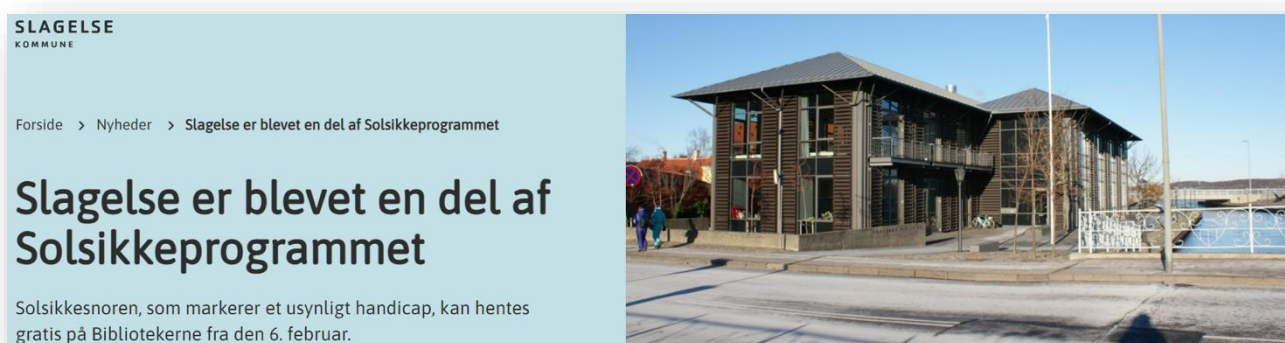 SLAGELSE
KOMMUNE
Forside > Nyheder > Slagelse er blevet en del af Solsikkeprogrammet
Slagelse er blevet en del af
Solsikkeprogrammet
Solsikkesnoren, som markerer et usynligt handicap, kan hentes
gratis på Bibliotekerne fra den 6. februar.